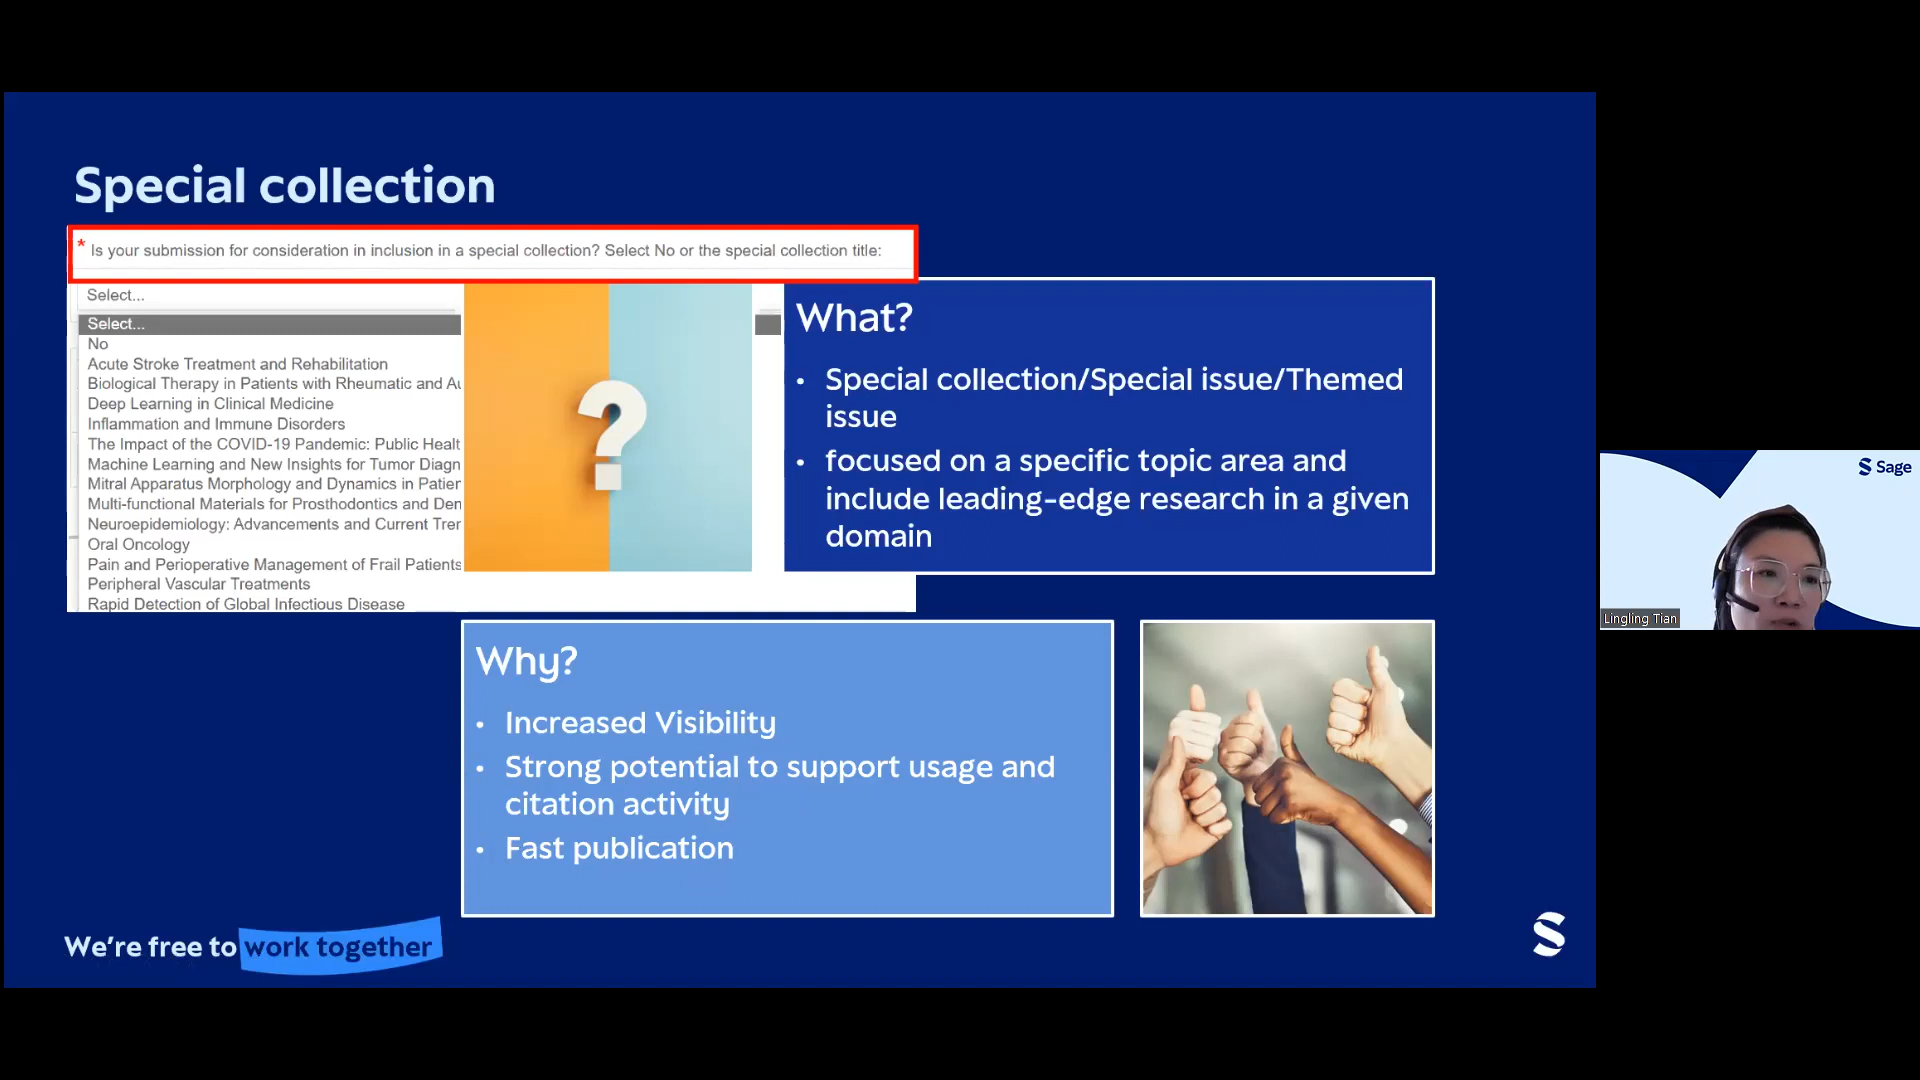 Special collection
* Is your submission for consideration in inclusion in a special collection? Select No or the special collection title:
Select...
Select...
No
Acute Stroke Treatment and Rehabilitation
Biological Therapy in Patients with Rheumatic and
Deep Learning in Clinical Medicine
Inflammation and Immune Disorders
The Impact of the COVID-19 Pandemic: Public
Machine Learning and New Insights for Tumor
Mitral Apparatus Morphology and Dynamics in
Multi-functional Materials for Prosthodontics and
Neuroepidemiology: Advancements and Current
Oral Oncology
Pain and Perioperative Management of Frail Patients
Peripheral Vascular Treatments
Rapid Detection of Global Infectious Disease
?
What?
• Special collection/Special issue/Themed
issue
• focused on a specific topic area and
include leading-edge research in a given
domain
Why?
• Increased Visibility
• Strong potential to support usage and
citation activity
• Fast publication
We're free to work together
Sage
Lingling Tian